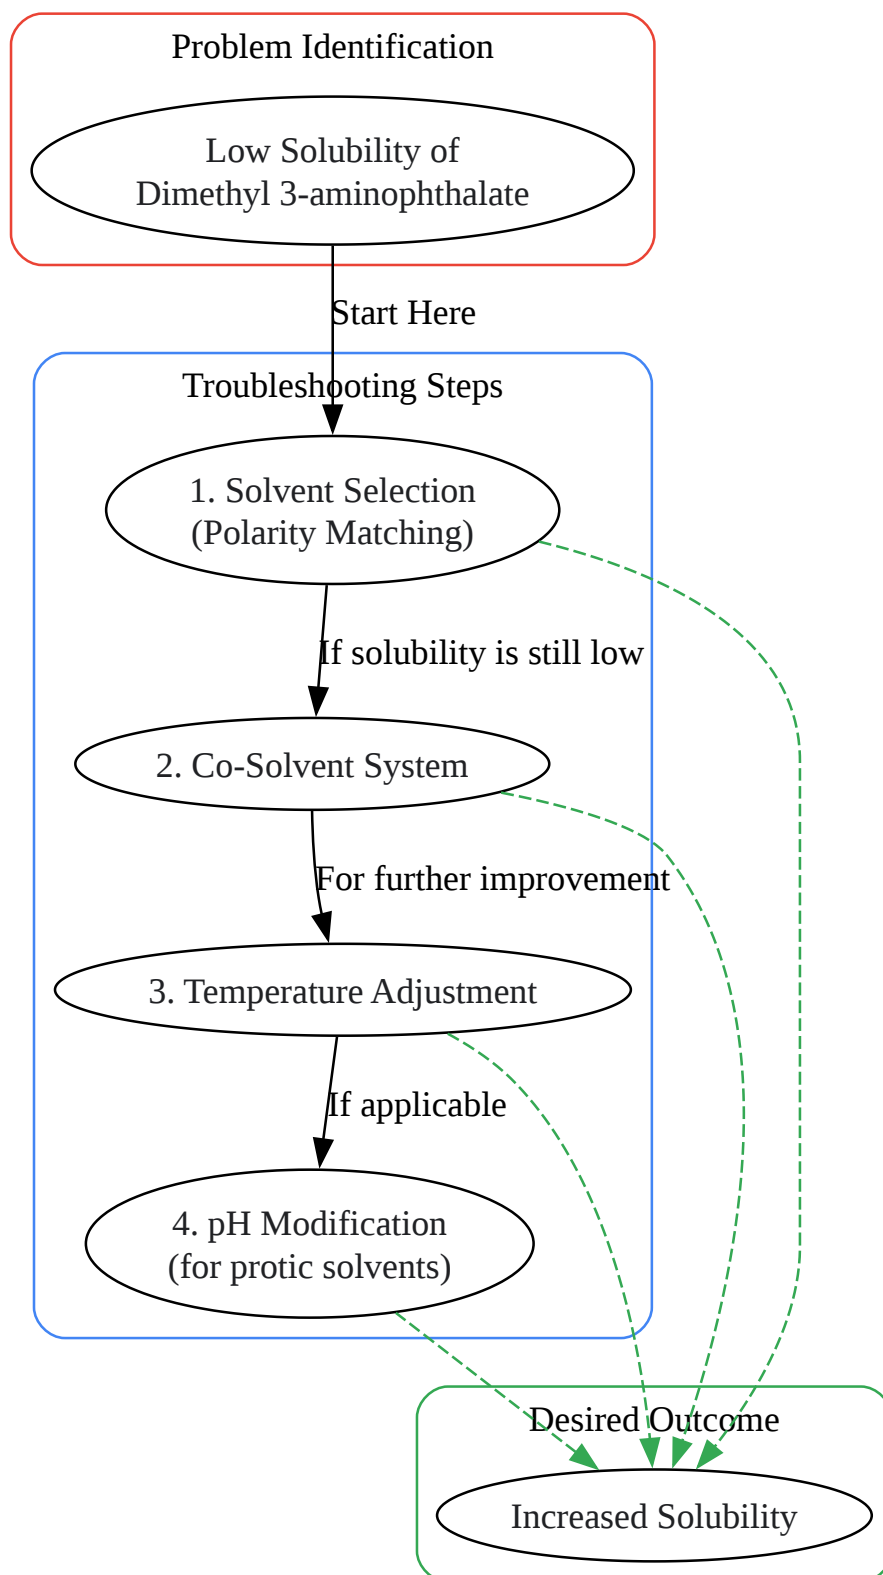 Problem Identification
Low Solubility of
Dimethyl 3-aminophthalate
Start Here
Troubleshooting Steps
1. Solvent Selection
(Polarity Matching)
If solubility is still low
2. Co-Solvent System
For further improvement
3. Temperature Adjustment
If applicable
4. pH Modification
(for protic solvents)
Desired Outcome
Increased Solubility